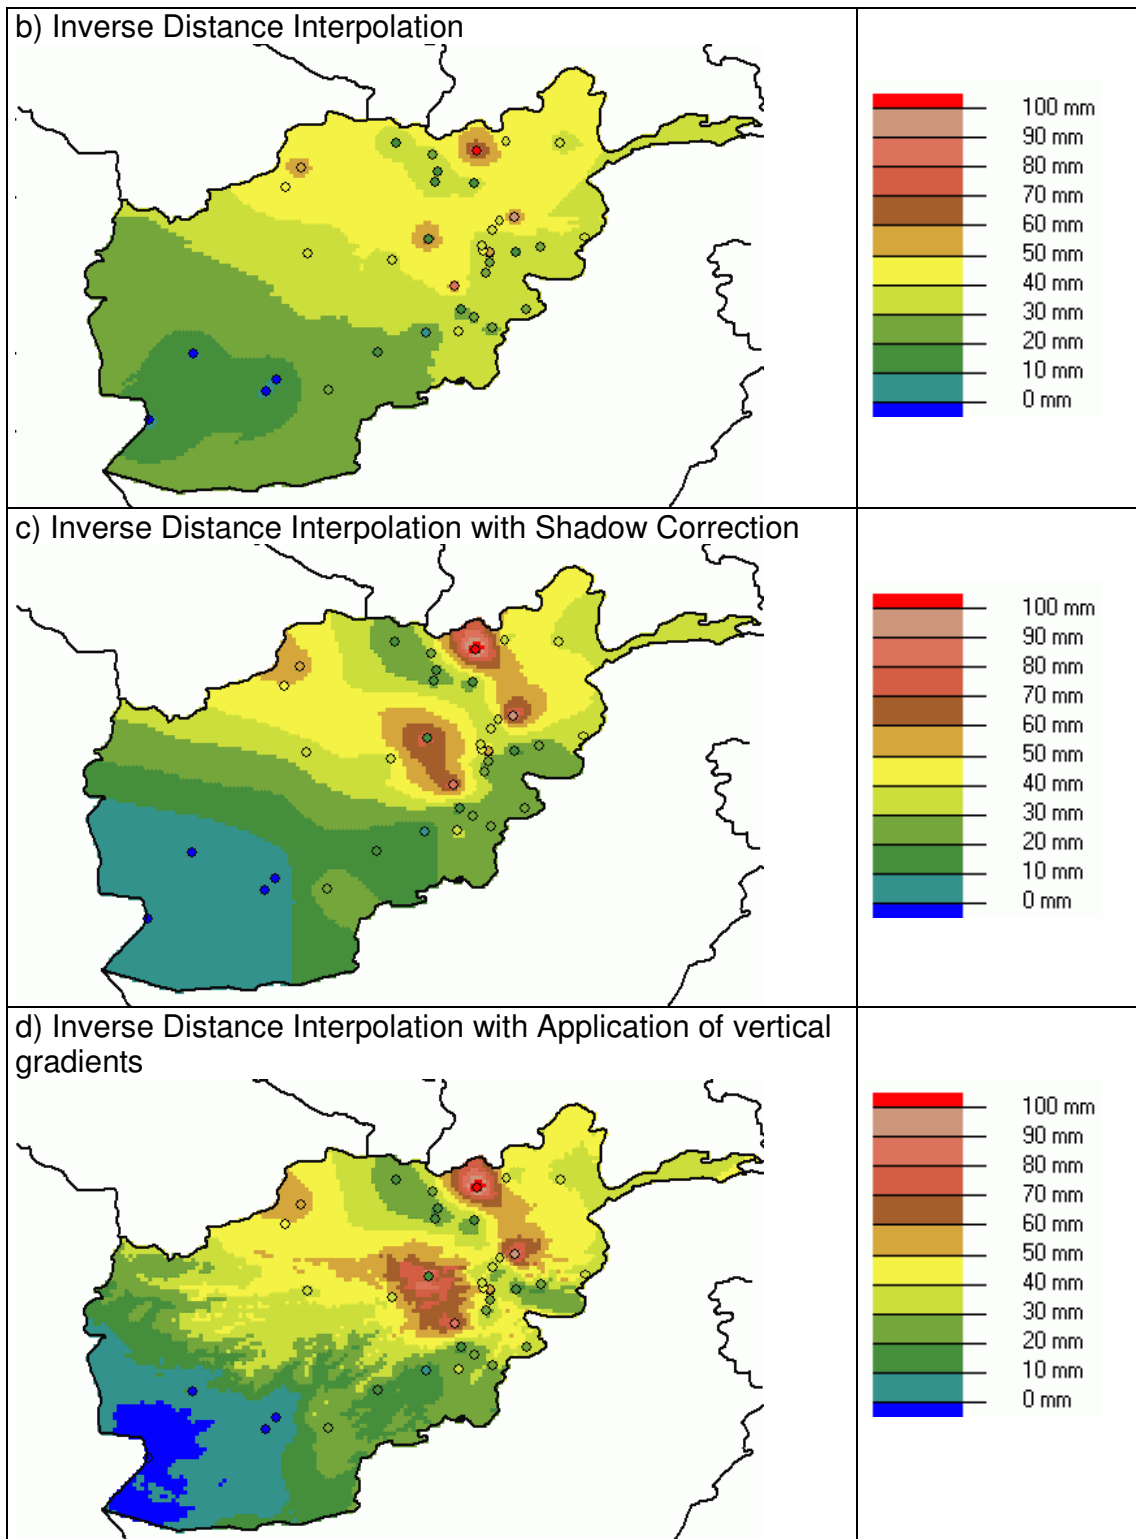 b) Inverse Distance Interpolation
100 mm
90 mm
80 mm
70 mm
60 mm
50 mm
40 mm
30 mm
20 mm
10 mm
0 mm
c) Inverse Distance Interpolation with Shadow Correction
100 mm
90 mm
80 mm
70 mm
60 mm
50 mm
40 mm
30 mm
20 mm
10 mm
0 mm
d) Inverse Distance Interpolation with Application of vertical
gradients
100 mm
90 mm
80 mm
70 mm
60 mm
50 mm
40 mm
30 mm
20 mm
10 mm
0 mm